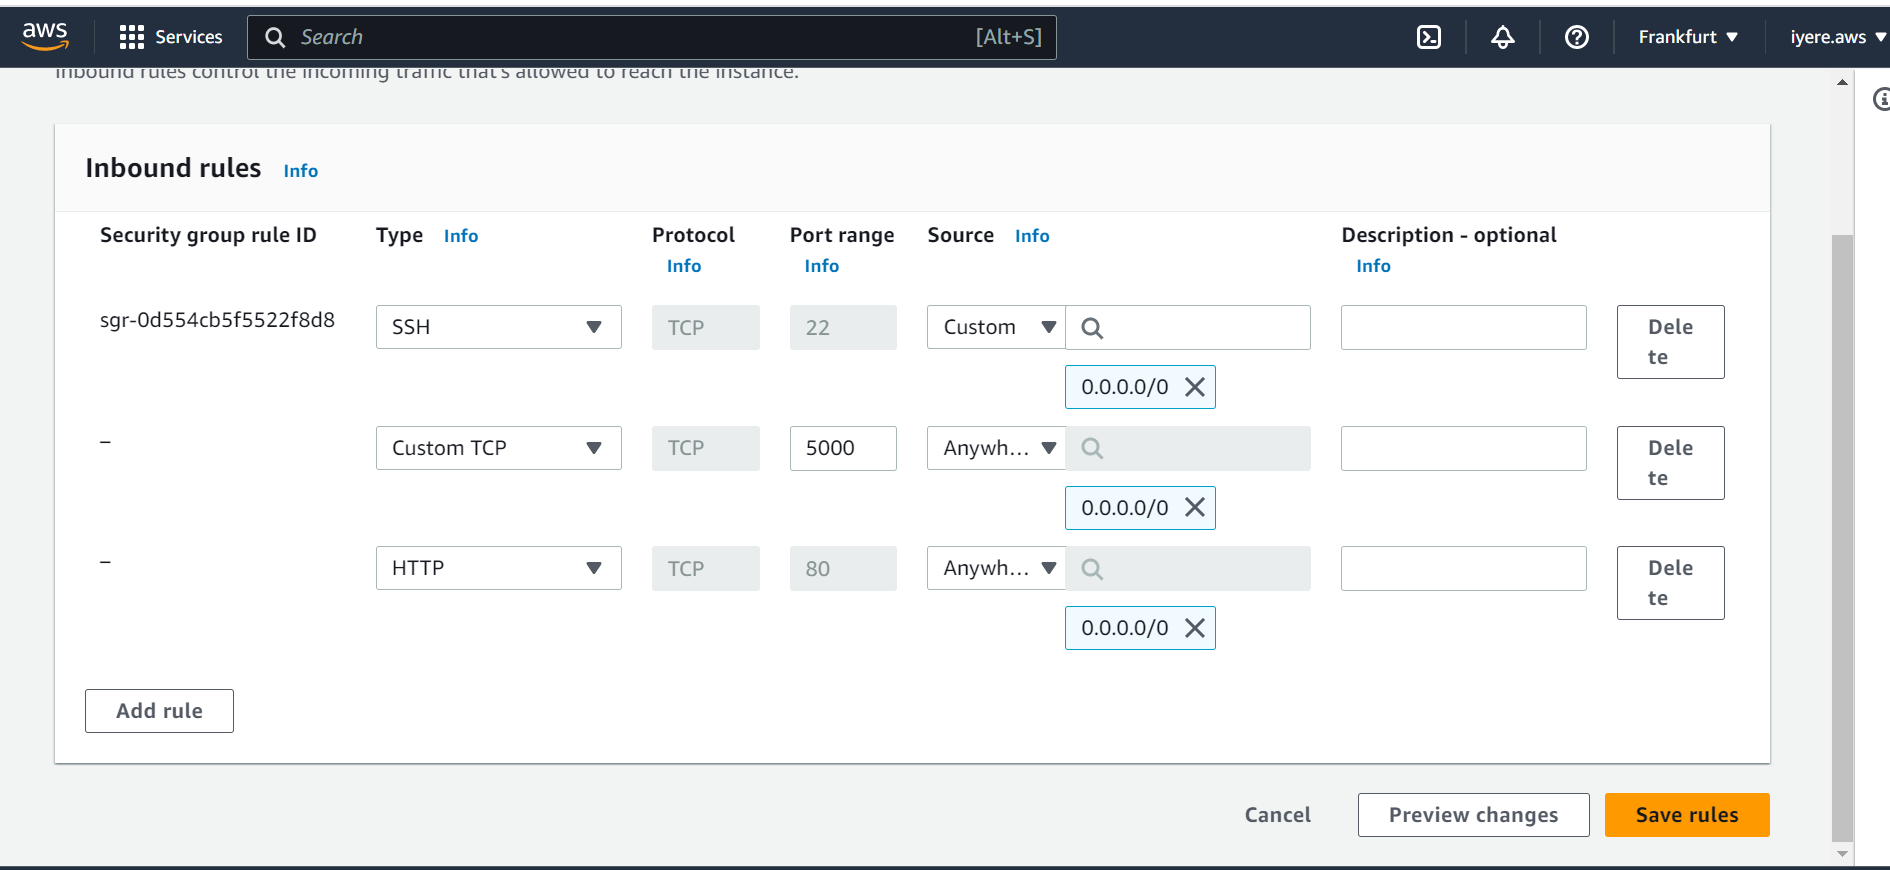 aws Services Search [Alt+S] Frankfurt iyere.aws
Inbound rules control the incoming traffic that's allowed to reach the instance.
Inbound rules Info
Security group rule ID Type Info Protocol Info Port range Info Source Info Description - optional Info
sgr-0d554cb5f5522f8d8 SSH TCP 22 Custom Delete
0.0.0.0/0
– Custom TCP TCP 5000 Anywh... Delete
0.0.0.0/0
– HTTP TCP 80 Anywh... Delete
0.0.0.0/0
Add rule
Cancel Preview changes Save rules